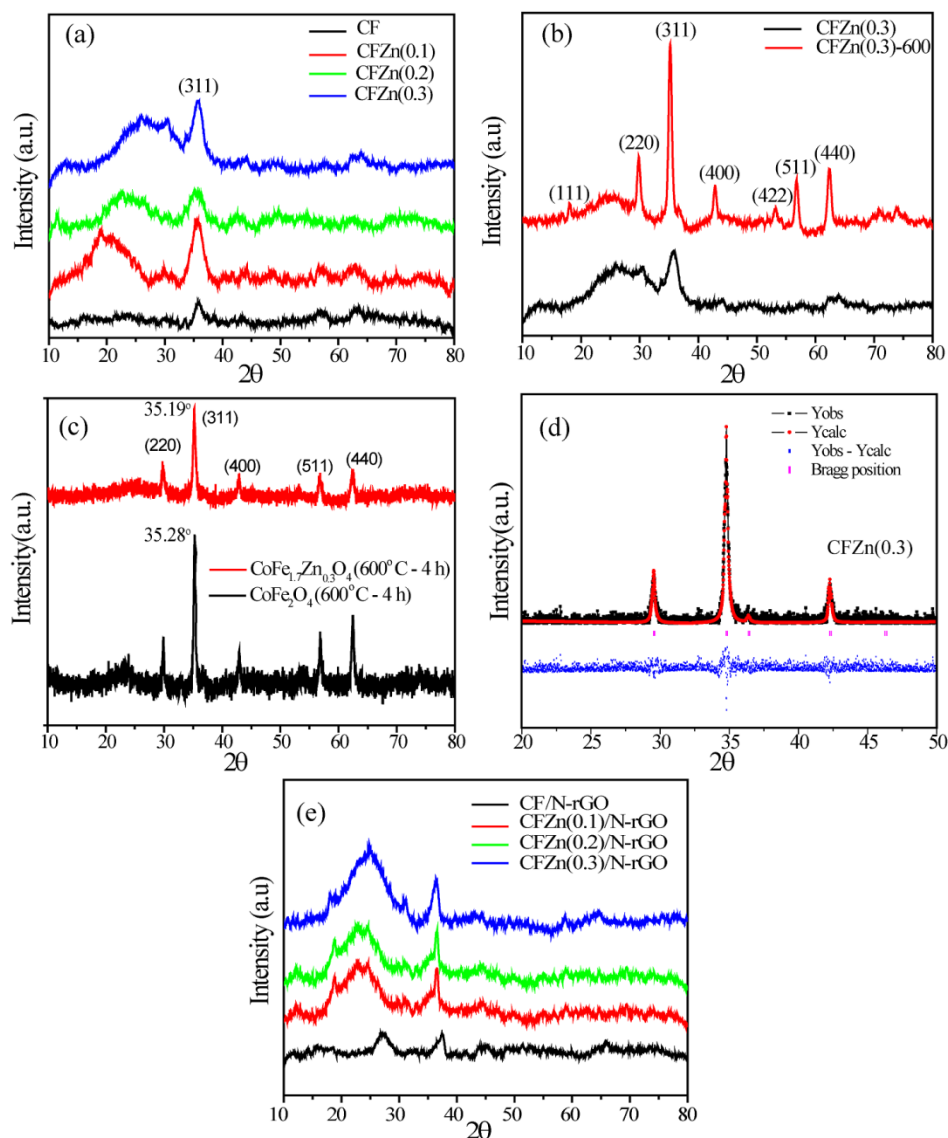 (a)
CF
CFZn(0.1)
CFZn(0.2)
CFZn(0.3)
(311)
Intensity (a.u.)
10 20 30 40 50 60 70 80
2θ
(b)
CFZn(0.3)
CFZn(0.3)-600
(111)
(220)
(311)
(400)
(422)
(511)
(440)
Intensity (a.u.)
10 20 30 40 50 60 70 80
2θ
(c)
35.19°
(311)
(220)
(400)
(511)
(440)
35.28°
CoFe₁.₇Zn₀.₃O₄ (600°C - 4 h)
CoFe₂O₄ (600°C - 4 h)
Intensity(a.u.)
10 20 30 40 50 60 70 80
2θ
(d)
Yobs
Ycalc
Yobs - Ycalc
Bragg position
CFZn(0.3)
Intensity(a.u.)
20 25 30 35 40 45 50
2θ
(e)
CF/N-rGO
CFZn(0.1)/N-rGO
CFZn(0.2)/N-rGO
CFZn(0.3)/N-rGO
Intensity (a.u)
10 20 30 40 50 60 70 80
2θ